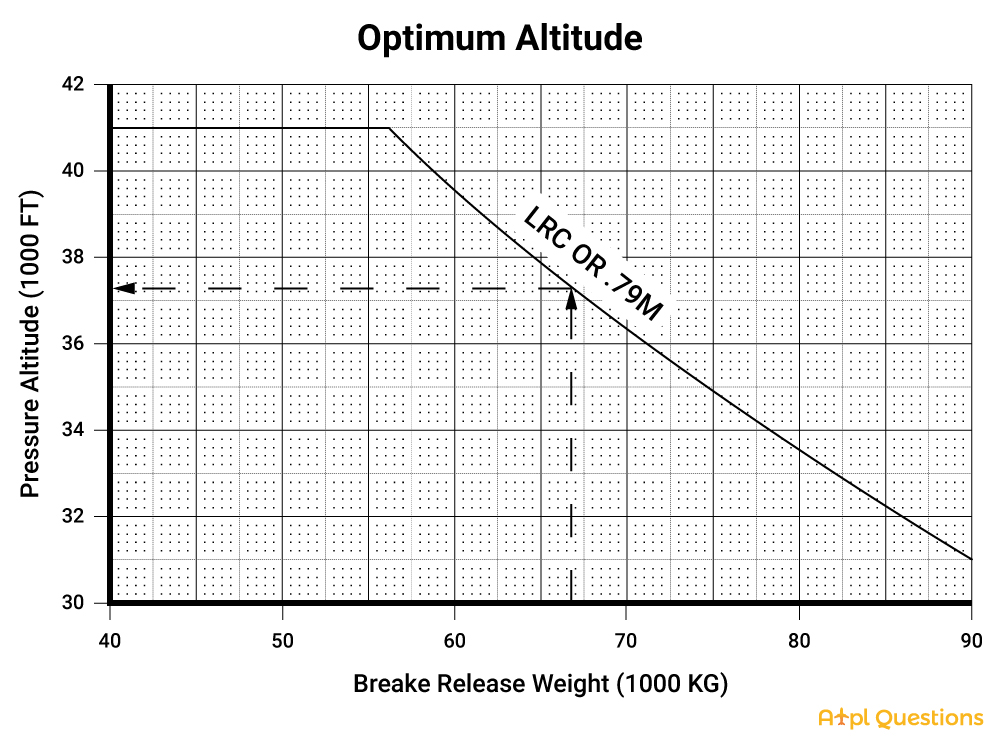 Optimum Altitude
42
40
38
36
34
32
30
Pressure Altitude (1000 FT)
LRC OR .79M
40 50 60 70 80 90
Breake Release Weight (1000 KG)
Atpl Questions